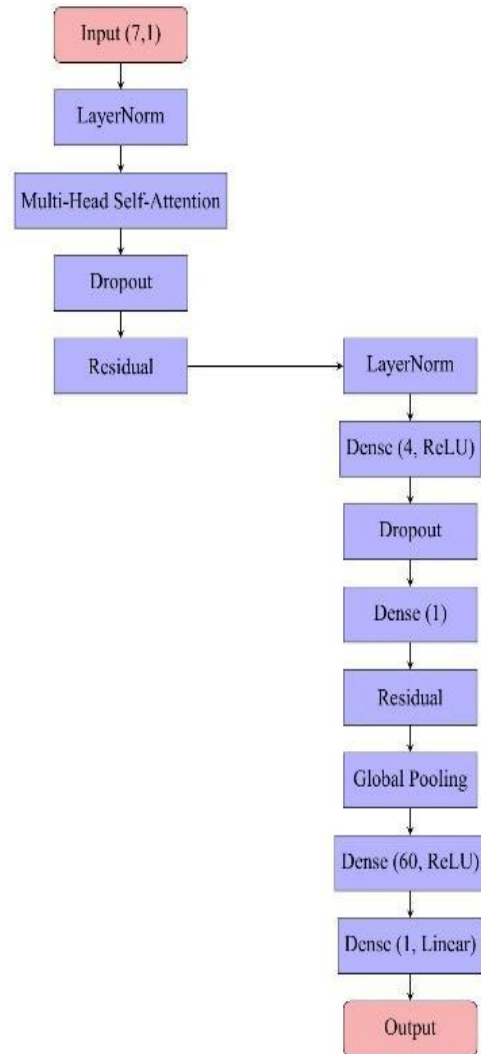 Input (7,1)
LayerNorm
Multi-Head Self-Attention
Dropout
Residual
LayerNorm
Dense (4, ReLU)
Dropout
Dense (1)
Residual
Global Pooling
Dense (60, ReLU)
Dense (1, Linear)
Output